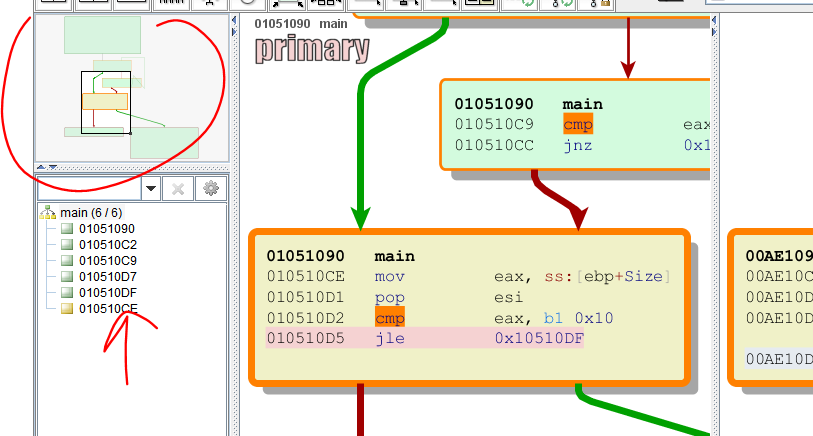 01051090 main
primary
01051090 main
010510C9 cmp eax
010510CC jnz 0x1
main (6 / 6)
01051090
010510C2
010510C9
010510D7
010510DF
010510CE
01051090 main
010510CE mov eax, ss:[ebp+Size]
010510D1 pop esi
010510D2 cmp eax, b1 0x10
010510D5 jle 0x10510DF
00AE109
00AE10C
00AE10D
00AE10D
00AE10D